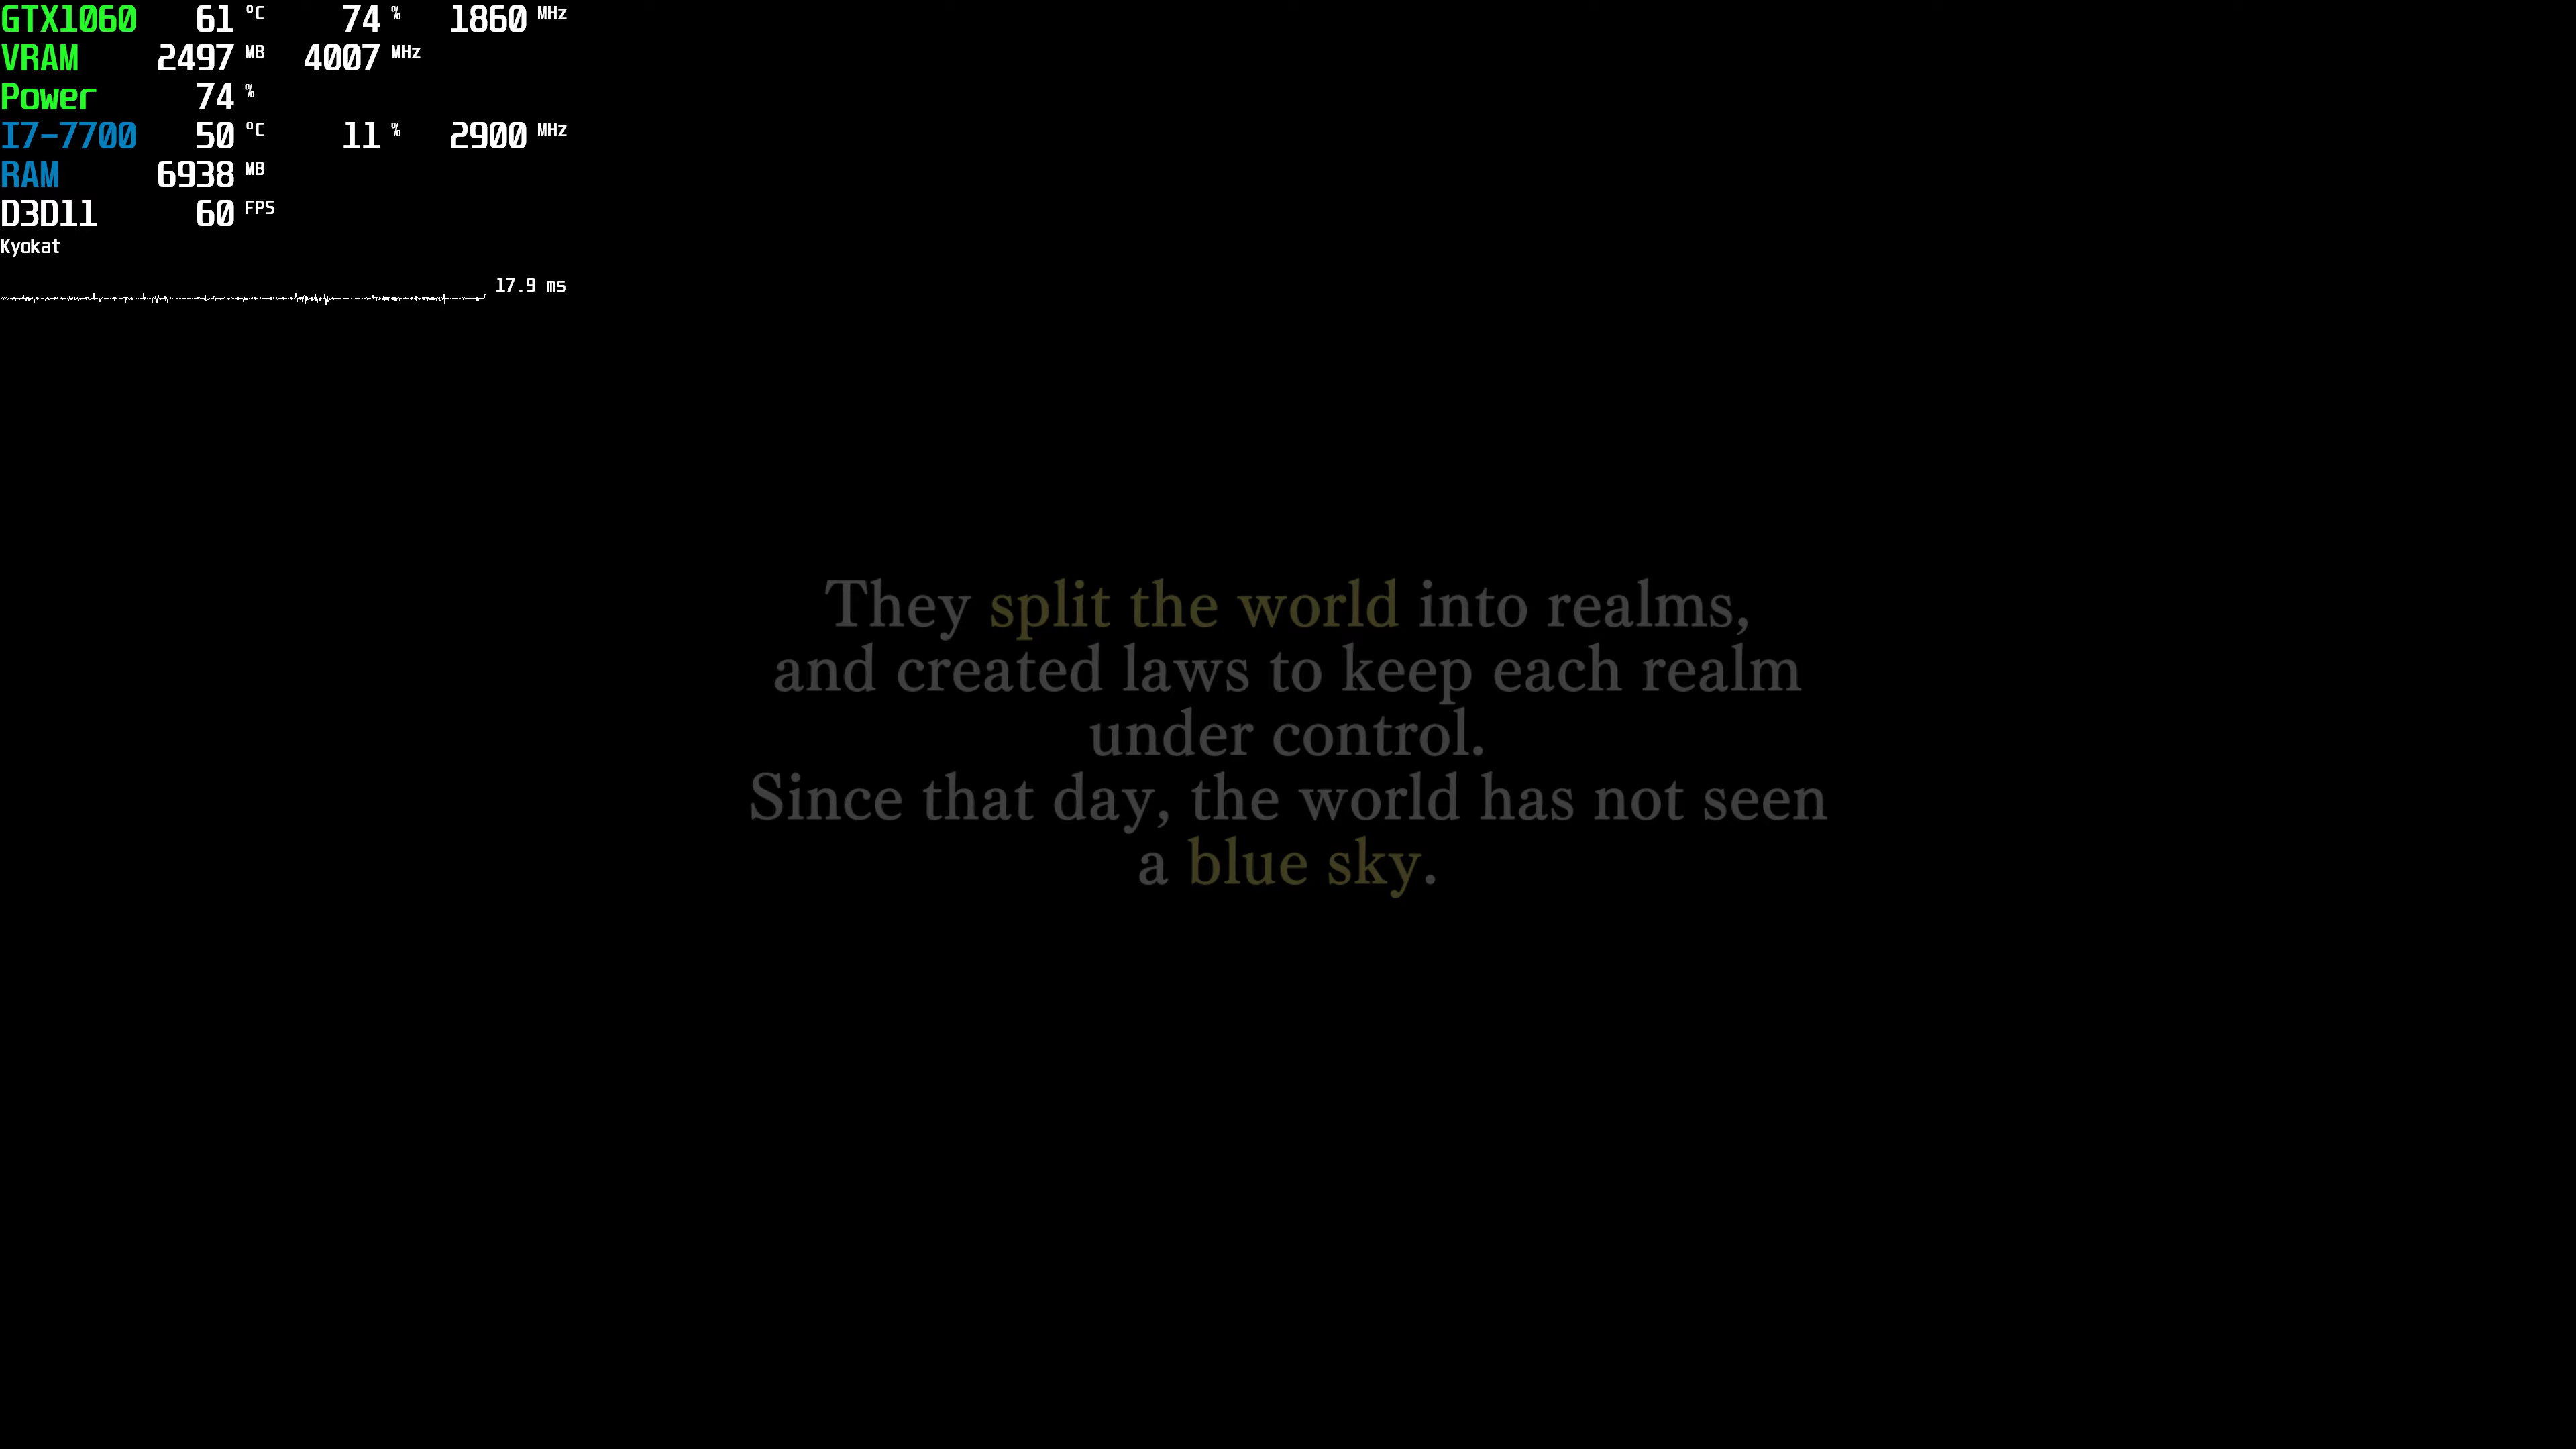 GTX1060 61 °C 74 % 1860 MHz
VRAM 2497 MB 4007 MHz
Power 74 %
I7-7700 50 °C 11 % 2900 MHz
RAM 6938 MB
D3D11 60 FPS
Kyokat
17.9 ms
They split the world into realms,
and created laws to keep each realm
under control.
Since that day, the world has not seen
a blue sky.